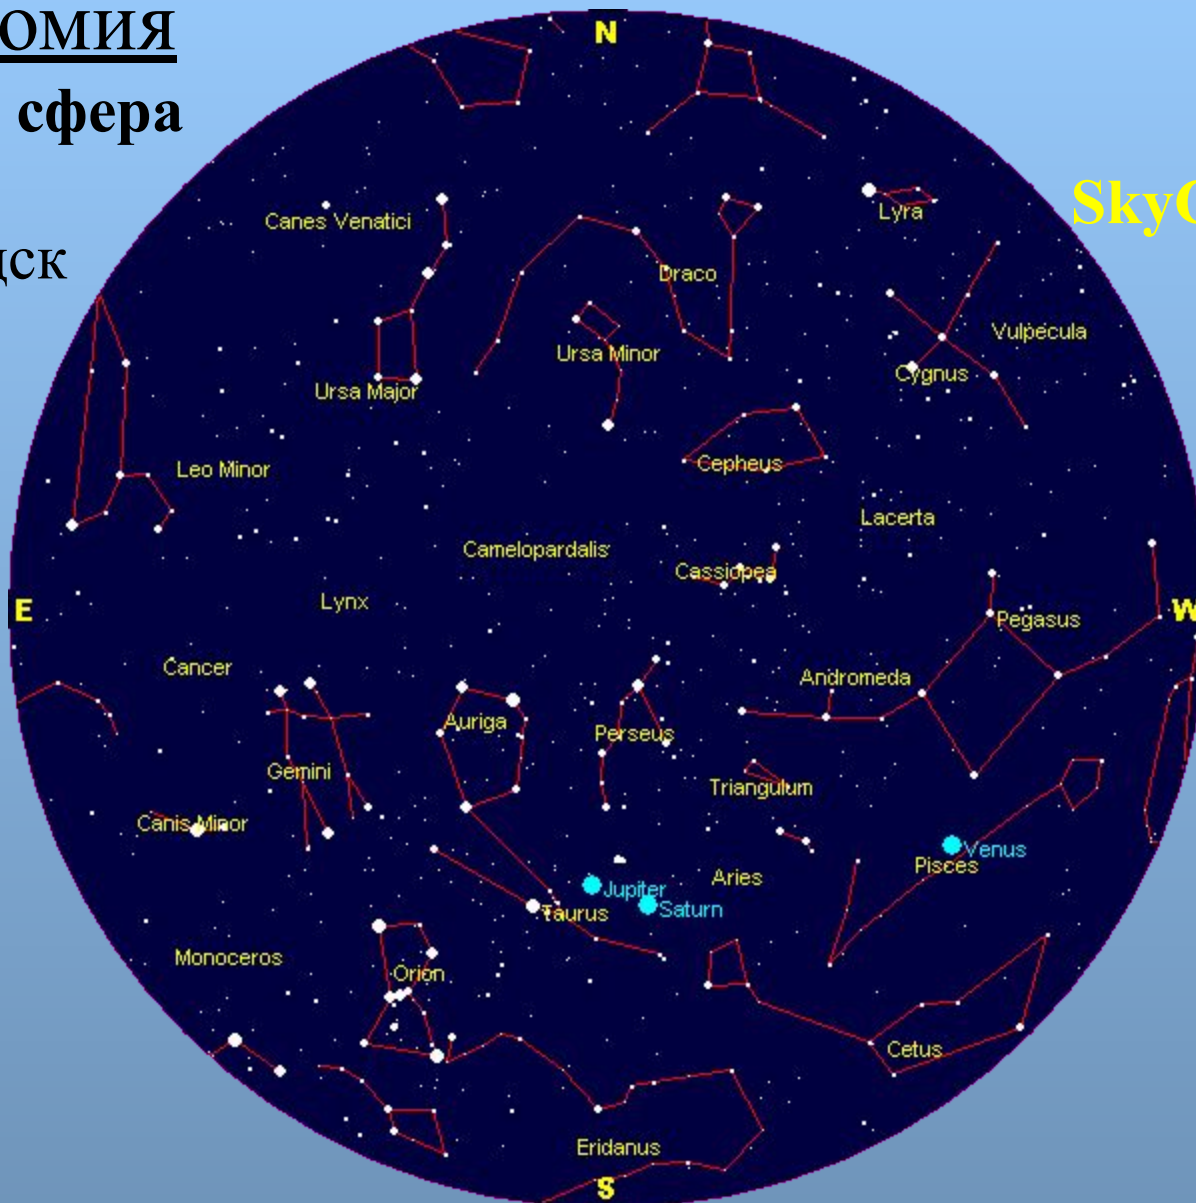 ОМИЯ
сфера
дск
SkyG
N
Canes Venatici
Lyra
Draco
Ursa Minor
Vulpecula
Cygnus
Ursa Major
Cepheus
Leo Minor
Lacerta
Camelopardalis
Cassiopea
Lynx
E
W
Pegasus
Cancer
Andromeda
Auriga
Perseus
Gemini
Triangulum
Canis Minor
Venus
Pisces
Aries
Jupiter
Saturn
Taurus
Monoceros
Orion
Cetus
Eridanus
S